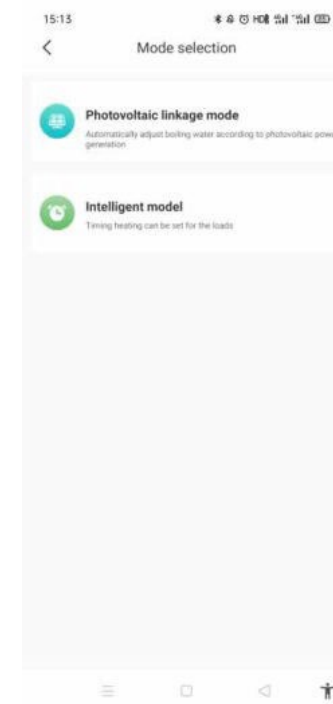 15:13
Mode selection
Photovoltaic linkage mode
Automatically adjust boiling water according to photovoltaic
generation
Intelligent model
Timing heating can be set for the loads